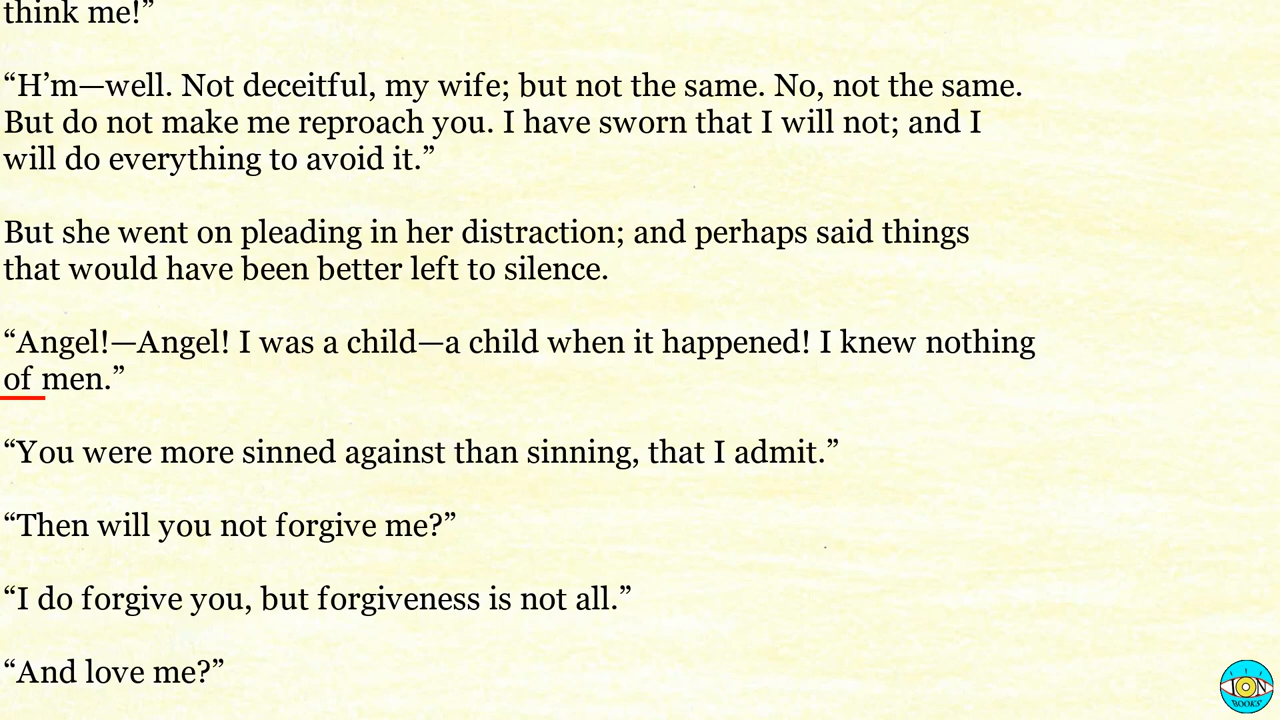 think me!”
“H’m—well. Not deceitful, my wife; but not the same. No, not the same.
But do not make me reproach you. I have sworn that I will not; and I
will do everything to avoid it.”
But she went on pleading in her distraction; and perhaps said things
that would have been better left to silence.
“Angel!—Angel! I was a child—a child when it happened! I knew nothing
of men.”
“You were more sinned against than sinning, that I admit.”
“Then will you not forgive me?”
“I do forgive you, but forgiveness is not all.”
“And love me?”
ION
BOOKS